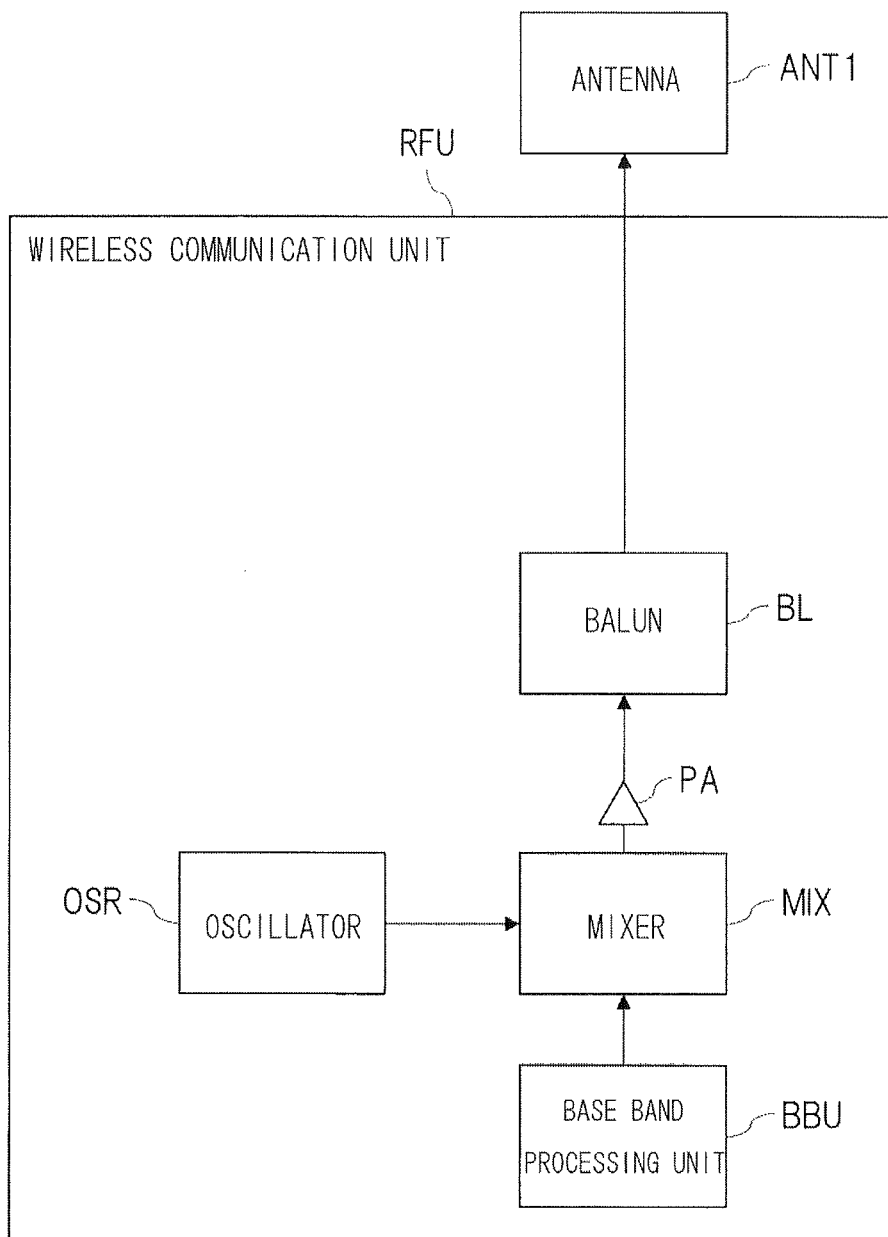 ANTENNA
ANT1
RFU
WIRELESS COMMUNICATION UNIT
BALUN
BL
PA
OSR
OSCILLATOR
MIXER
MIX
BASE BAND
PROCESSING UNIT
BBU